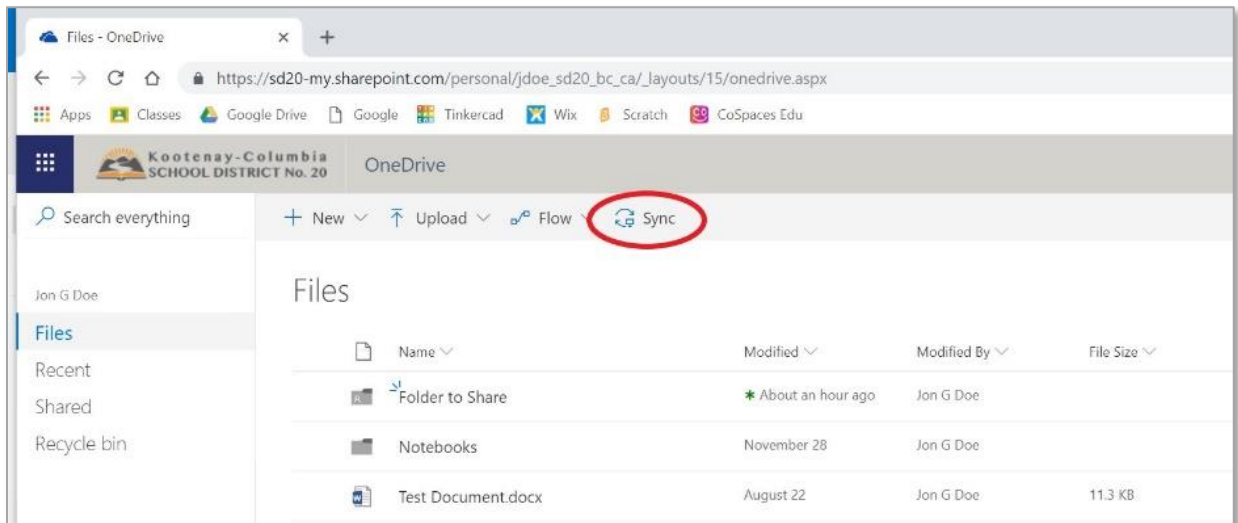 Files - OneDrive
https://sd20-my.sharepoint.com/personal/jdoe_sd20_bc_ca/_layouts/15/onedrive.aspx
Apps Classes Google Drive Google Tinkercad Wix Scratch CoSpaces Edu
Kootenay-Columbia
SCHOOL DISTRICT No. 20
OneDrive
Search everything
New Upload Flow Sync
Jon G Doe
Files
Recent
Shared
Recycle bin
Files
Name Modified Modified By File Size
Folder to Share About an hour ago Jon G Doe
Notebooks November 28 Jon G Doe
Test Document.docx August 22 Jon G Doe 11.3 KB